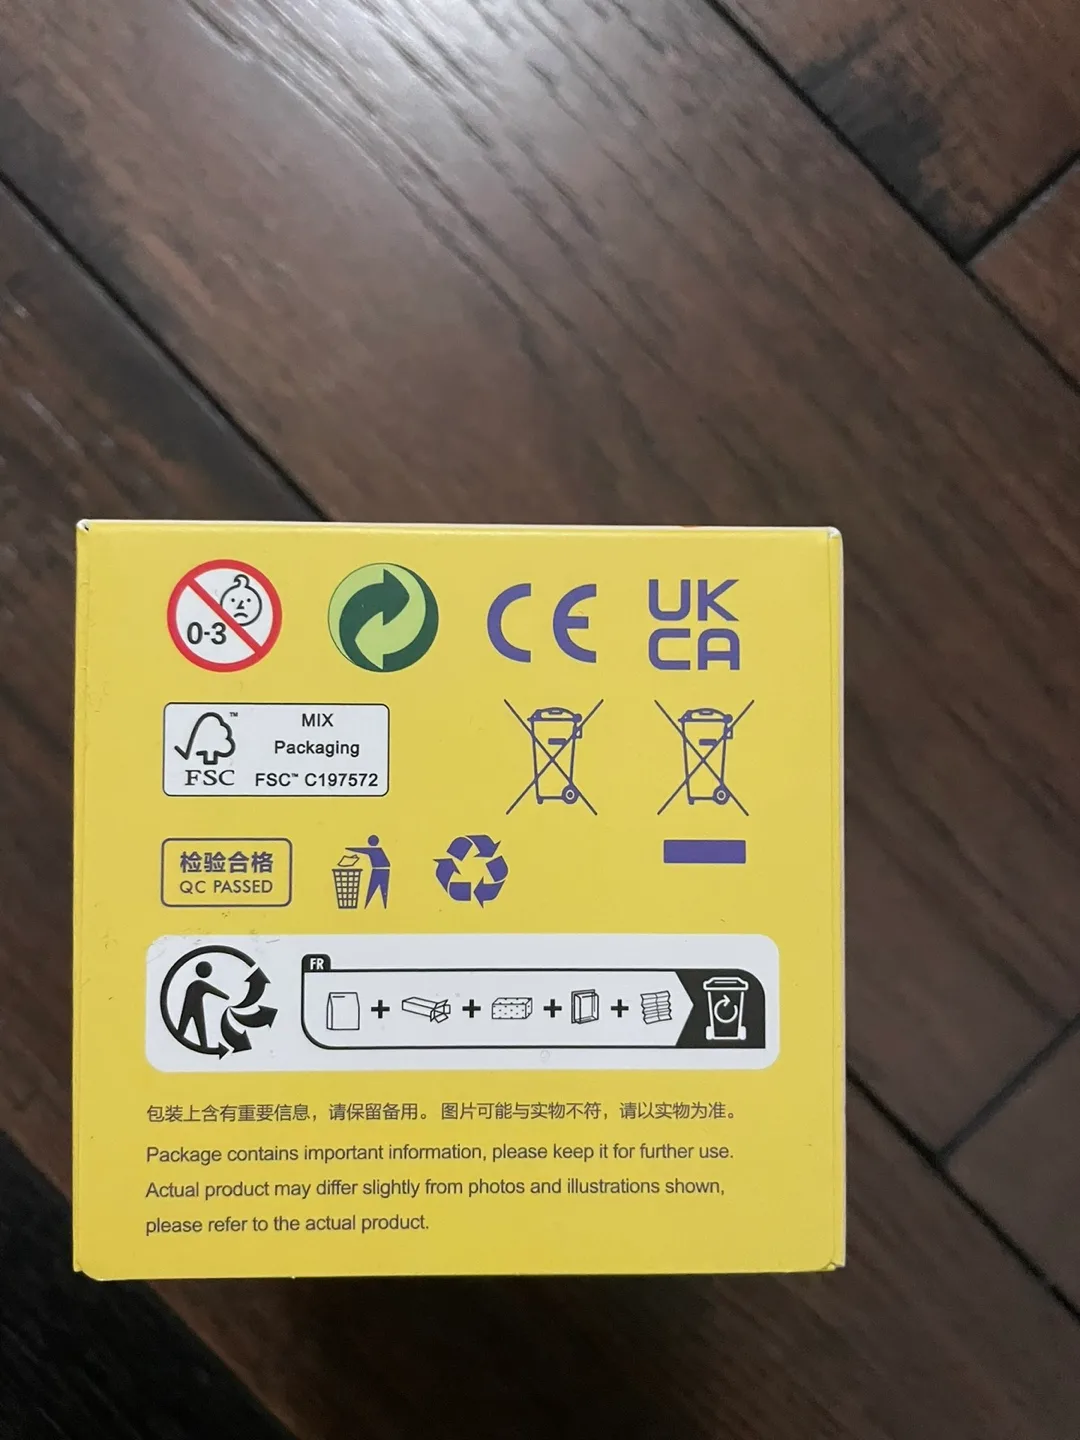 0-3
CE
UK
CA
FSC™
MIX
Packaging
FSC™ C197572
检验合格
QC PASSED
FR
包装上含有重要信息，请保留备用。图片可能与实物不符，请以实物为准。
Package contains important information, please keep it for further use.
Actual product may differ slightly from photos and illustrations shown,
please refer to the actual product.